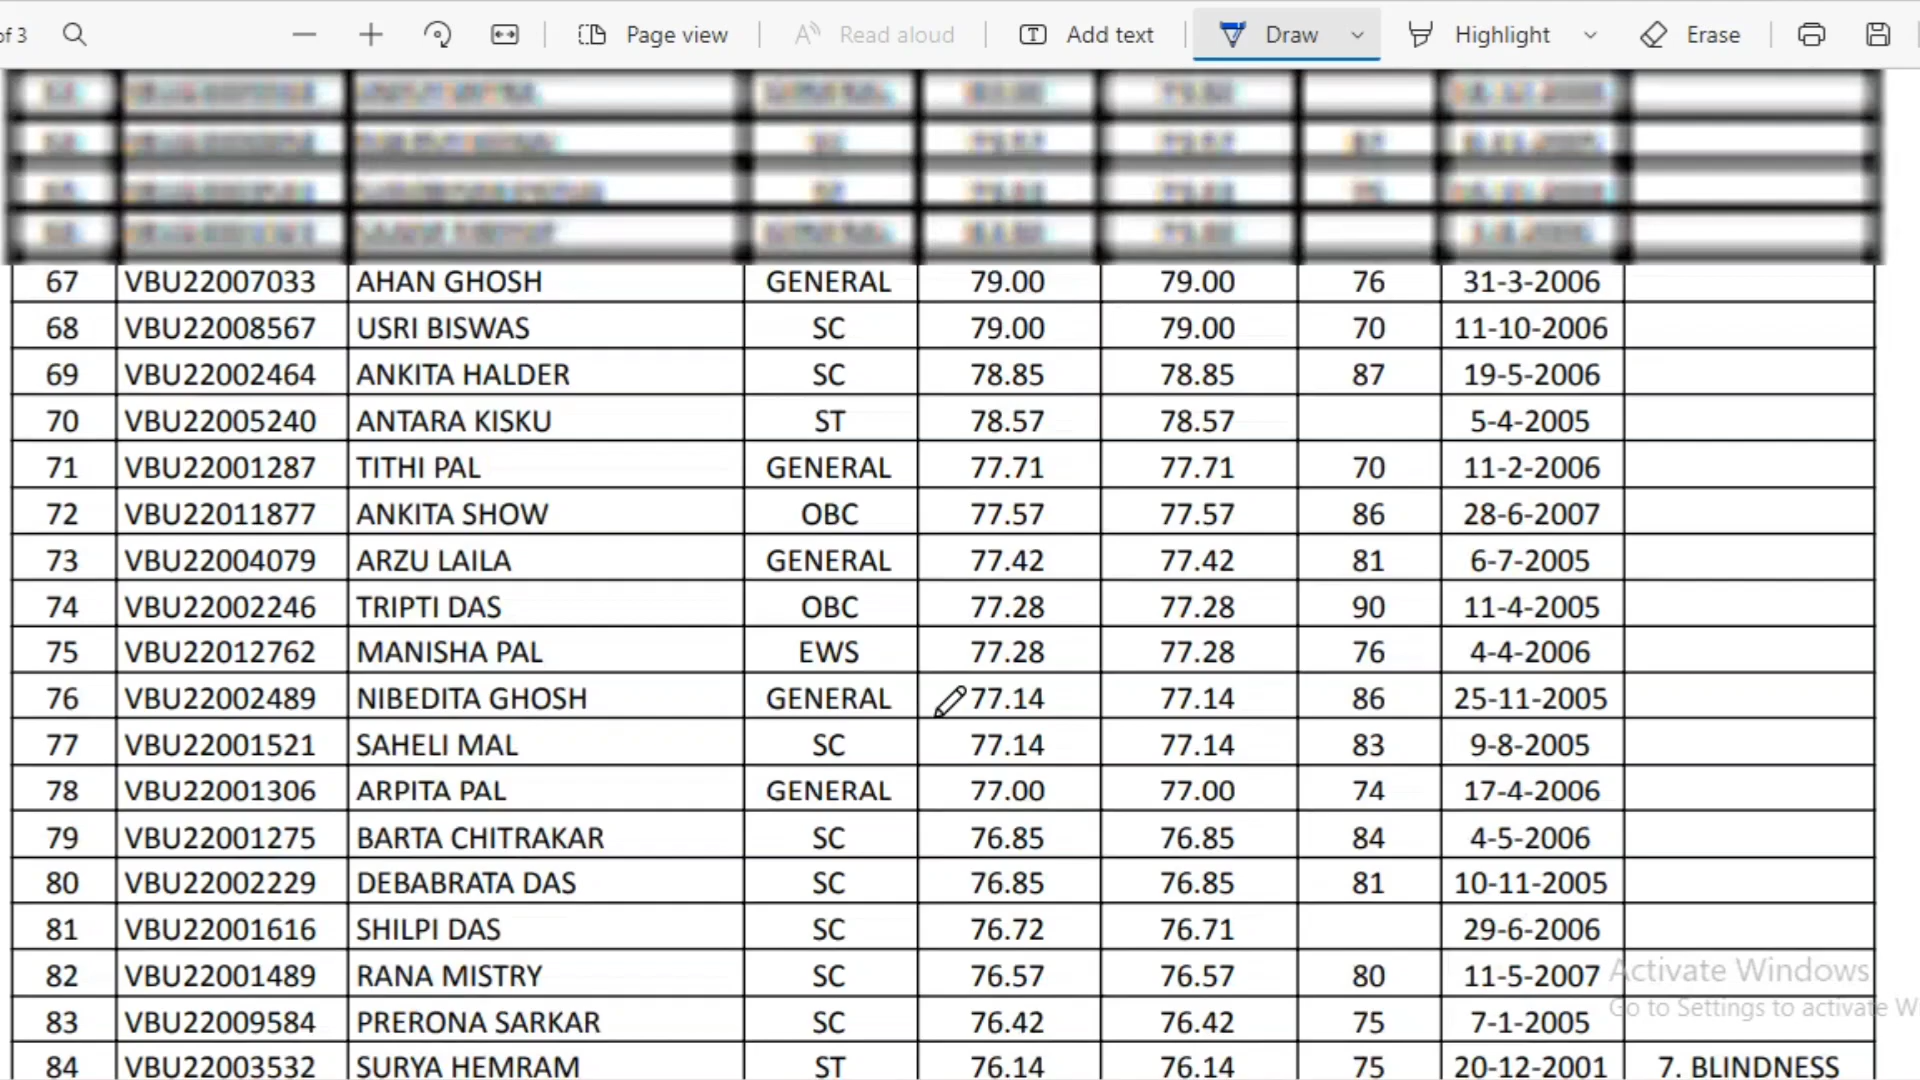 of 3 Page view Read aloud Add text Draw Highlight Erase
67 VBU22007033 AHAN GHOSH GENERAL 79.00 79.00 76 31-3-2006
68 VBU22008567 USRI BISWAS SC 79.00 79.00 70 11-10-2006
69 VBU22002464 ANKITA HALDER SC 78.85 78.85 87 19-5-2006
70 VBU22005240 ANTARA KISKU ST 78.57 78.57 5-4-2005
71 VBU22001287 TITHI PAL GENERAL 77.71 77.71 70 11-2-2006
72 VBU22011877 ANKITA SHOW OBC 77.57 77.57 86 28-6-2007
73 VBU22004079 ARZU LAILA GENERAL 77.42 77.42 81 6-7-2005
74 VBU22002246 TRIPTI DAS OBC 77.28 77.28 90 11-4-2005
75 VBU22012762 MANISHA PAL EWS 77.28 77.28 76 4-4-2006
76 VBU22002489 NIBEDITA GHOSH GENERAL 77.14 77.14 86 25-11-2005
77 VBU22001521 SAHELI MAL SC 77.14 77.14 83 9-8-2005
78 VBU22001306 ARPITA PAL GENERAL 77.00 77.00 74 17-4-2006
79 VBU22001275 BARTA CHITRAKAR SC 76.85 76.85 84 4-5-2006
80 VBU22002229 DEBABRATA DAS SC 76.85 76.85 81 10-11-2005
81 VBU22001616 SHILPI DAS SC 76.72 76.71 29-6-2006
82 VBU22001489 RANA MISTRY SC 76.57 76.57 80 11-5-2007
Activate Windows
83 VBU22009584 PRERONA SARKAR SC 76.42 76.42 75 7-1-2005
Go to Settings to activate W
84 VBU22003532 SURYA HEMRAM ST 76.14 76.14 75 20-12-2001 7. BLINDNESS